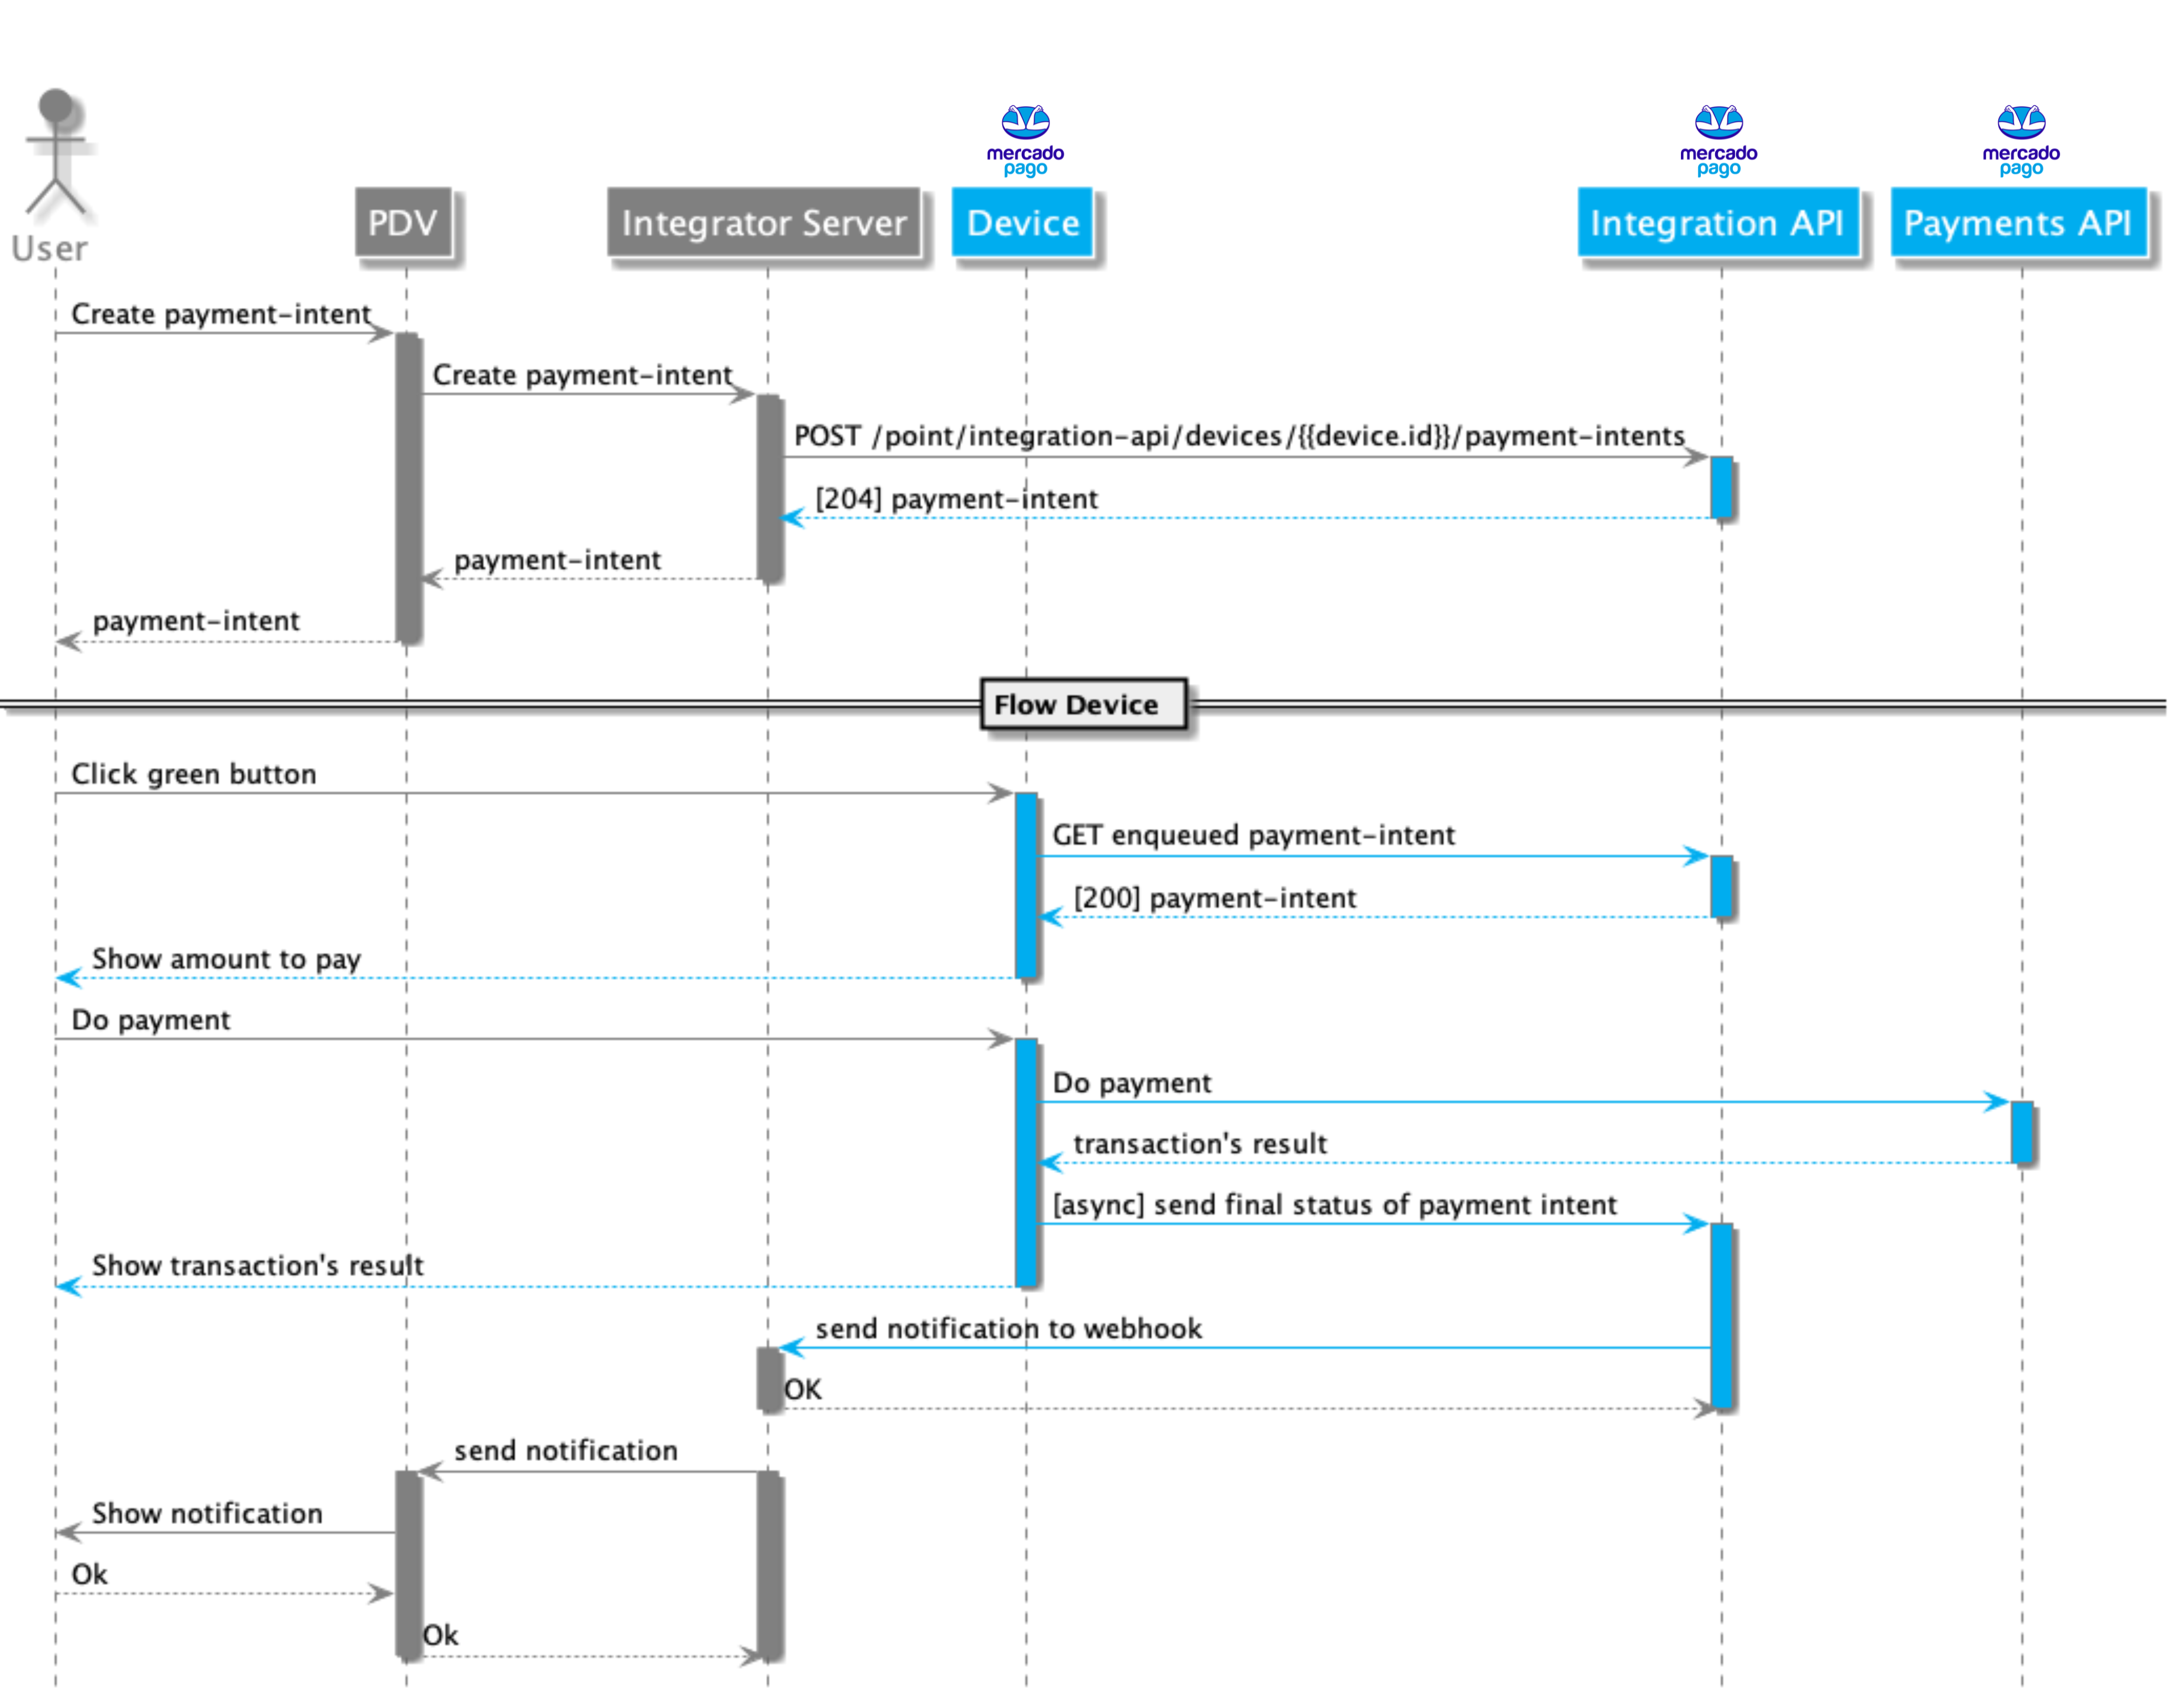 mercado
pago
mercado
pago
mercado
pago
User
PDV
Integrator Server
Device
Integration API
Payments API
Create payment-intent
Create payment-intent
POST /point/integration-api/devices/{{device.id}}/payment-intents
[204] payment-intent
payment-intent
payment-intent
Flow Device
Click green button
GET enqueued payment-intent
[200] payment-intent
Show amount to pay
Do payment
Do payment
transaction's result
[async] send final status of payment intent
Show transaction's result
send notification to webhook
OK
send notification
Show notification
Ok
Ok